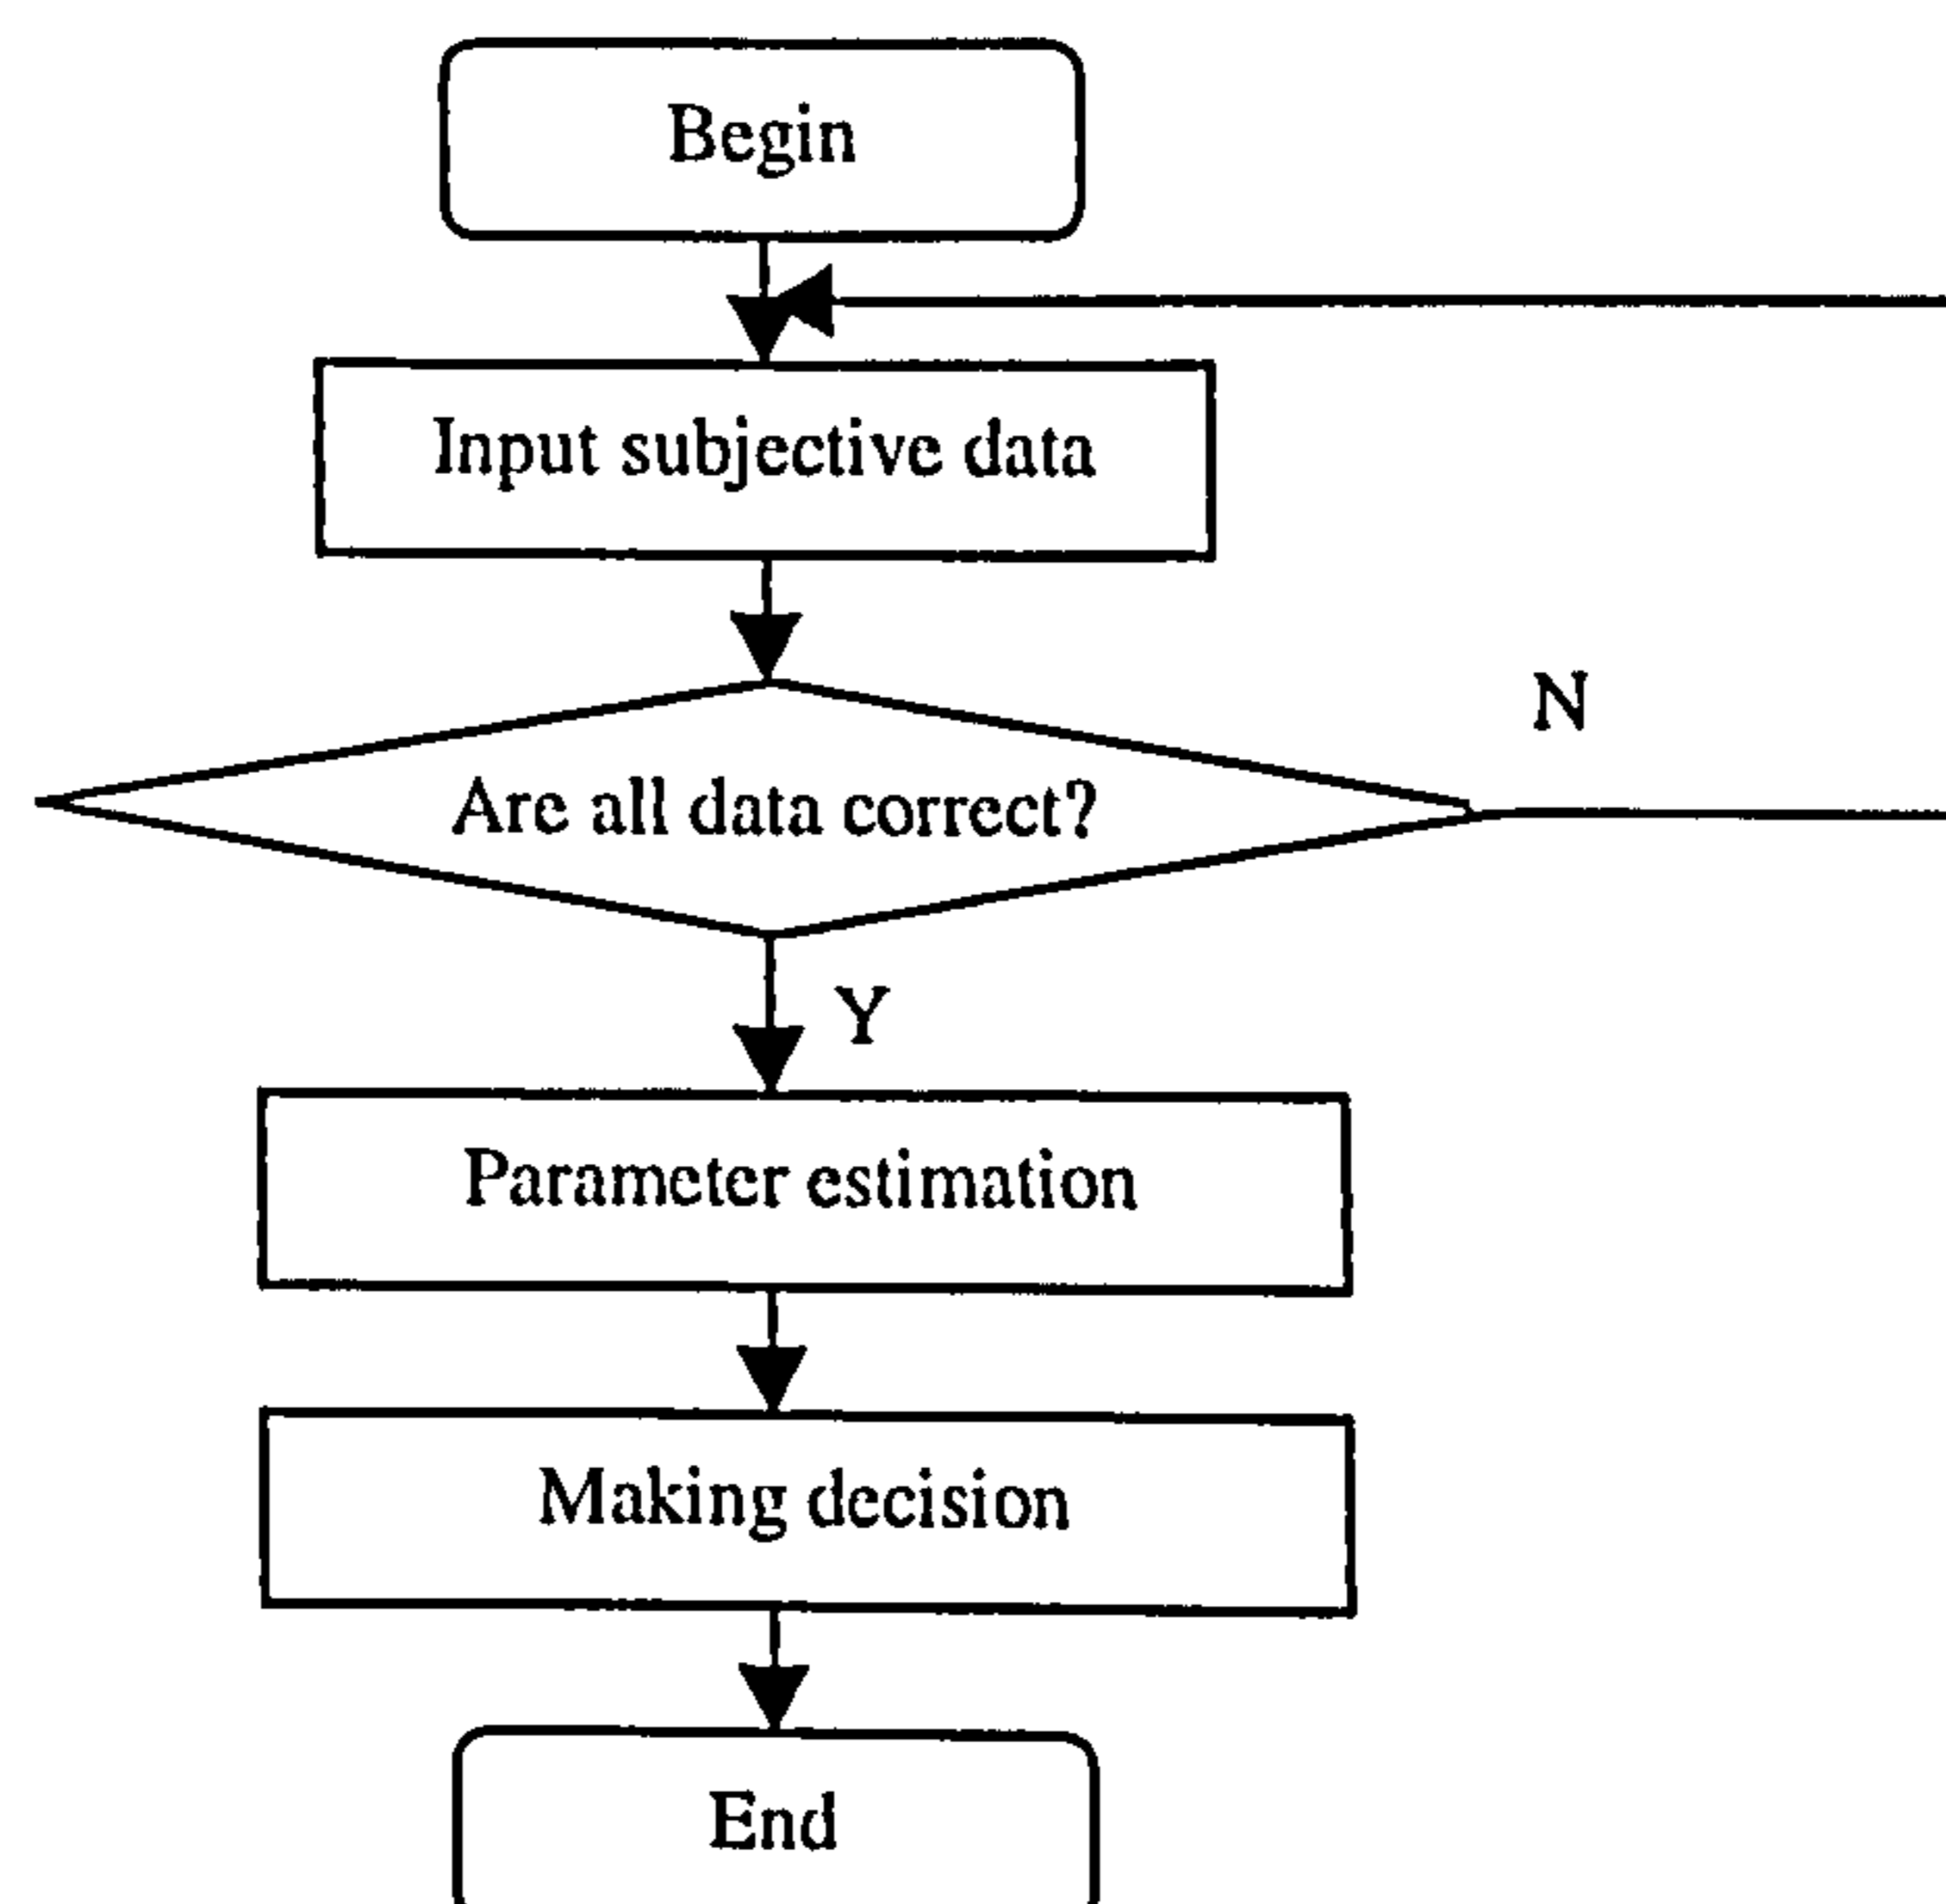 Begin
Input subjective data
N
Are all data correct?
Y
Parameter estimation
Making decision
End